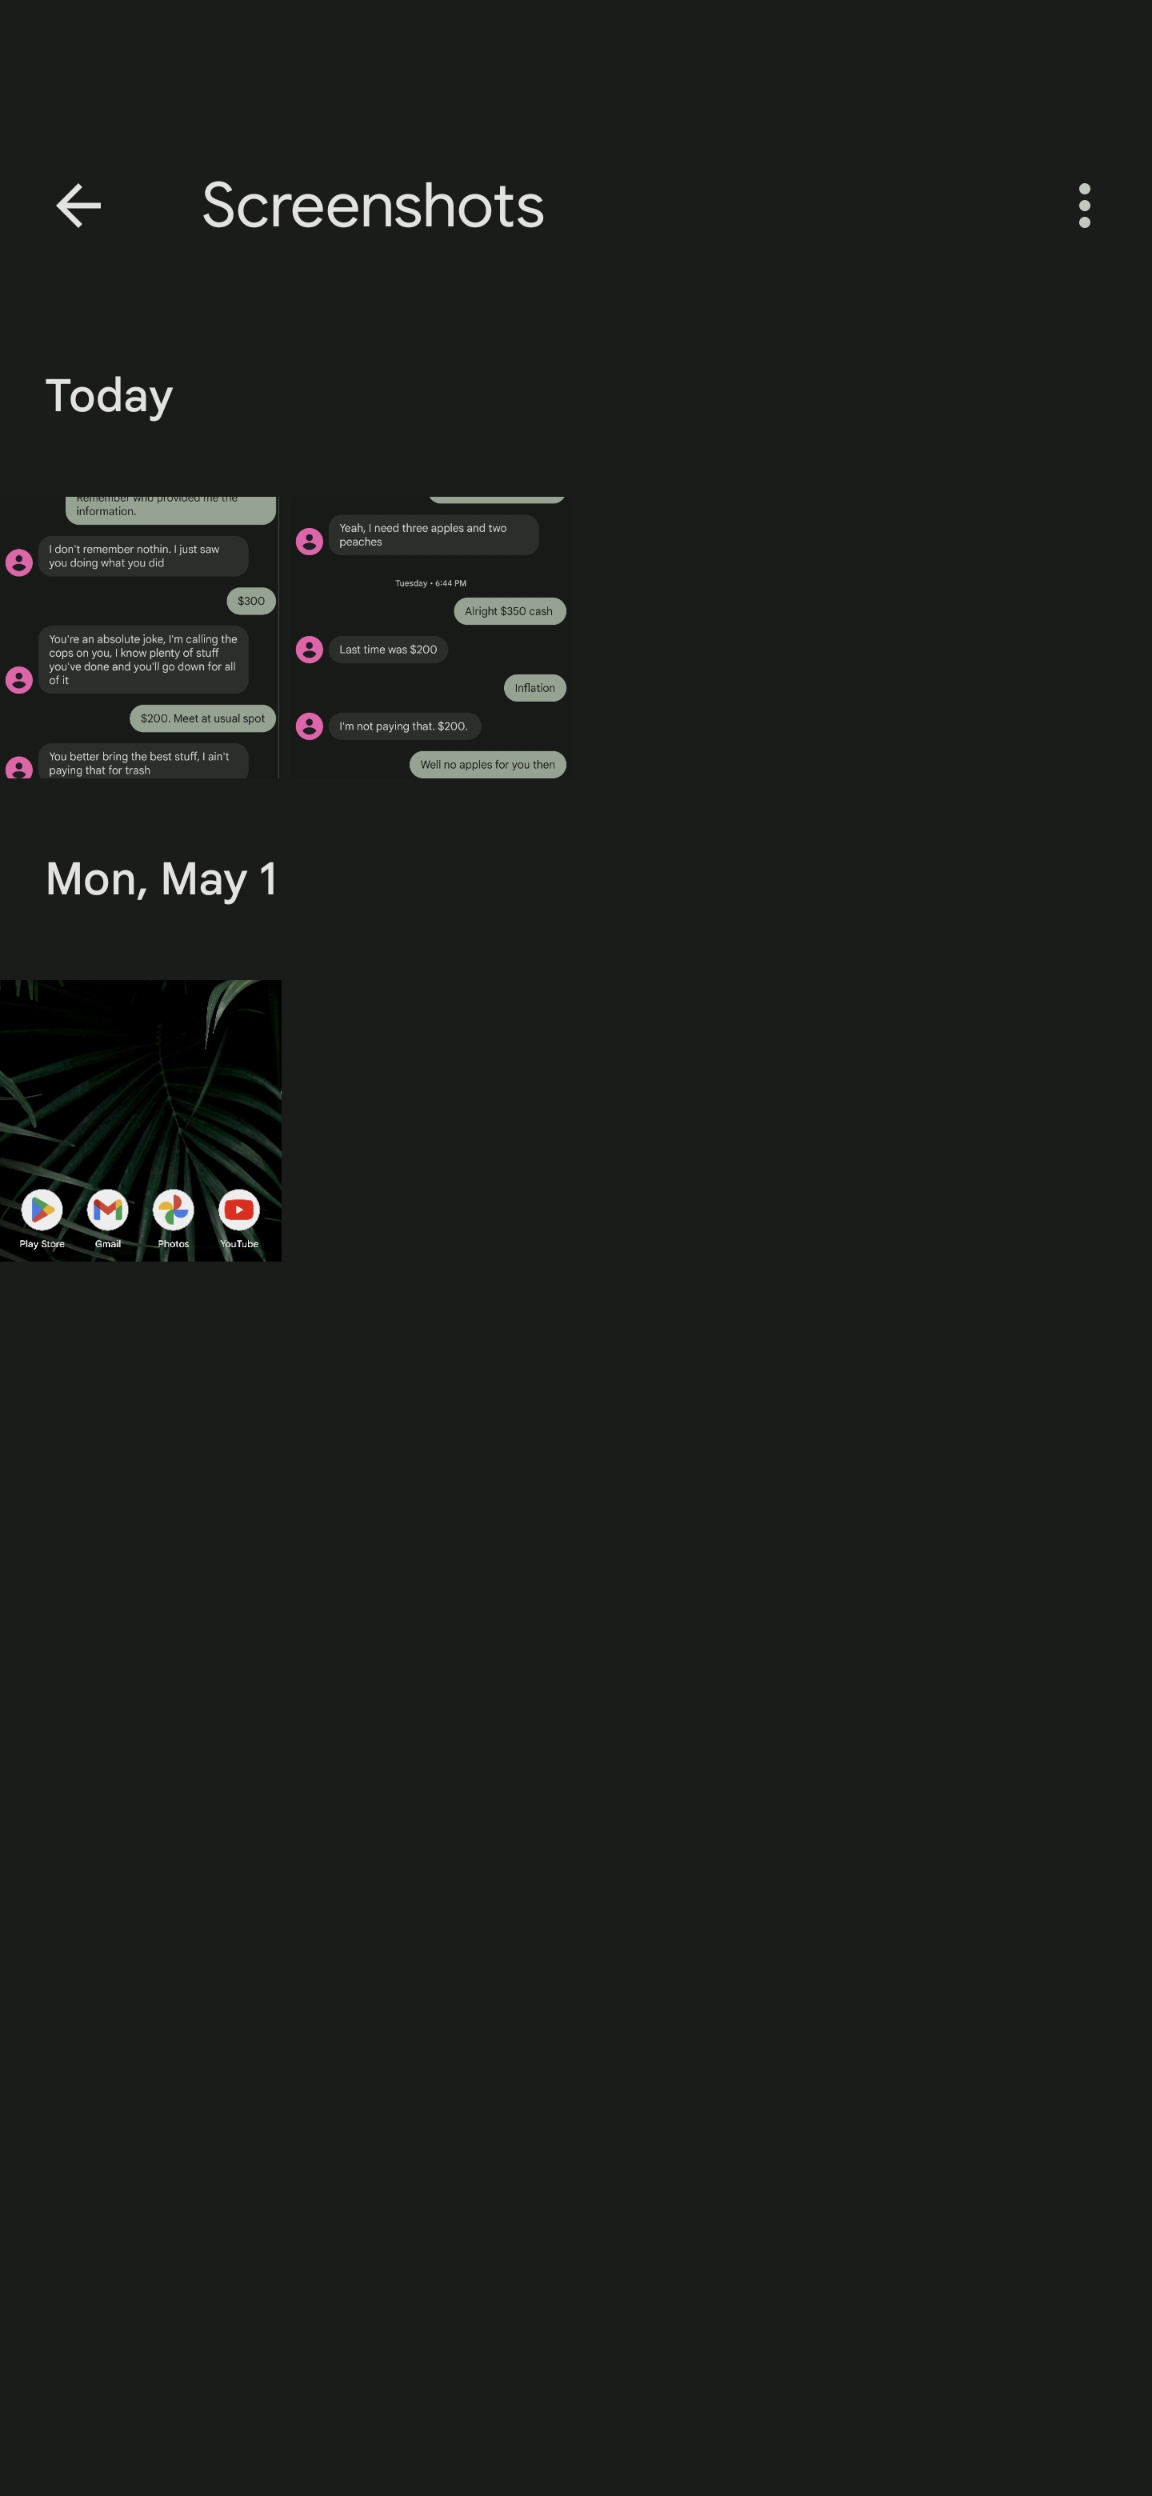 Screenshots
Today
Remember who provided me the
information.
I don't remember nothin. I just saw
you doing what you did
$300
You're an absolute joke, I'm calling the
cops on you, I know plenty of stuff
you've done and you'll go down for all
of it
$200. Meet at usual spot
You better bring the best stuff, I ain't
paying that for trash
Yeah, I need three apples and two
peaches
Tuesday • 6:44 PM
Alright $350 cash
Last time was $200
Inflation
I'm not paying that. $200.
Well no apples for you then
Mon, May 1
Play Store Gmail Photos YouTube